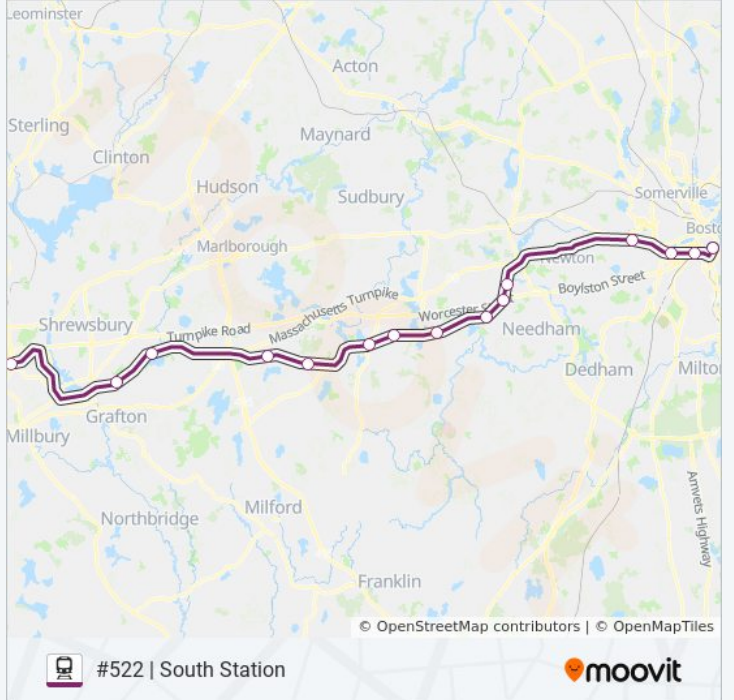 Leominster
Acton
Sterling
Maynard
Clinton
Hudson
Sudbury
Somerville
Marlborough
Bosto
Newton
Boylston Street
Massachusetts Turnpike
Worcester S
Shrewsbury
Turnpike Road
Needham
Dedham
Milto
Grafton
Millbury
Amvets Highway
Milford
Northbridge
Franklin
© OpenStreetMap contributors | © OpenMapTiles
#522 | South Station
moovit